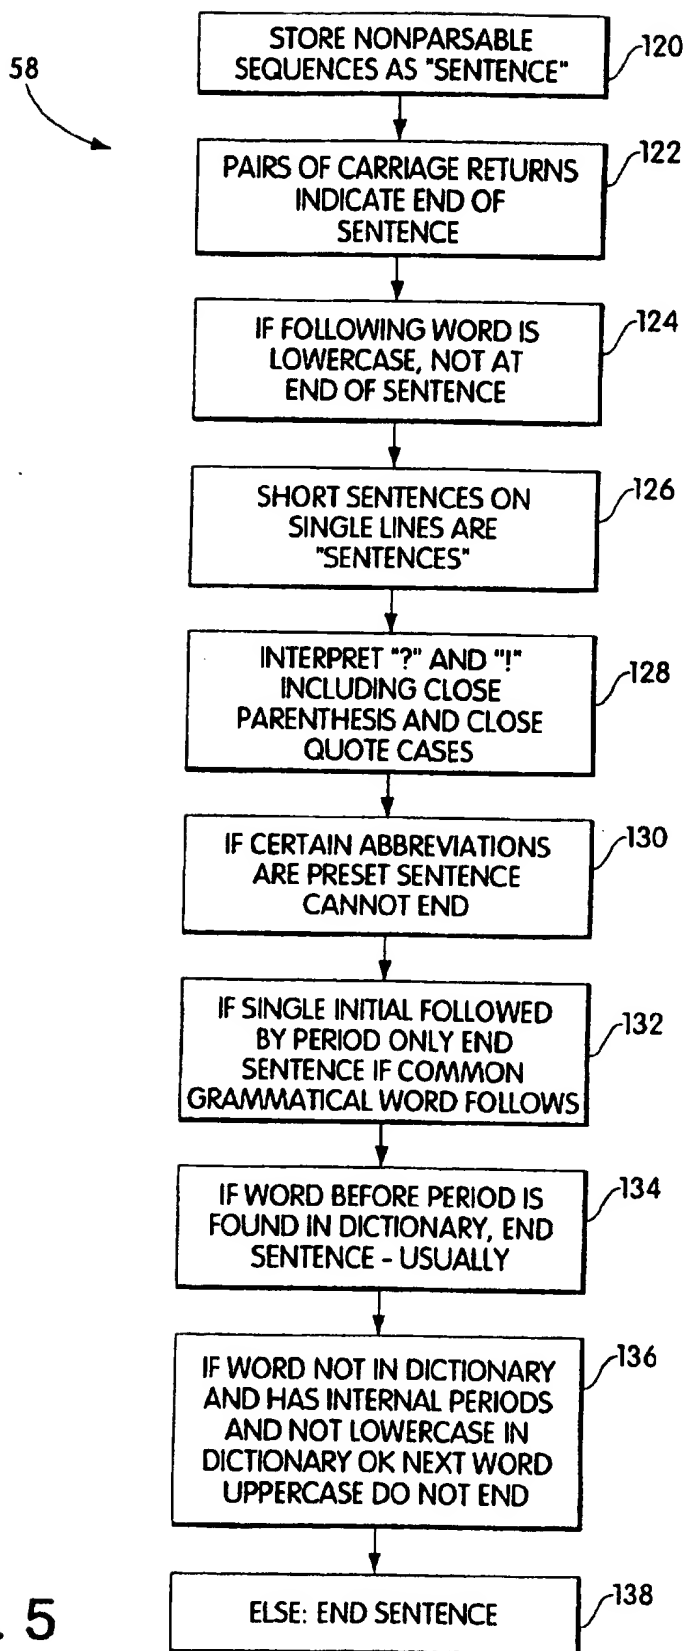 58
STORE NONPARSABLE
SEQUENCES AS "SENTENCE"
120
PAIRS OF CARRIAGE RETURNS
INDICATE END OF
SENTENCE
122
IF FOLLOWING WORD IS
LOWERCASE, NOT AT
END OF SENTENCE
124
SHORT SENTENCES ON
SINGLE LINES ARE
"SENTENCES"
126
INTERPRET "?" AND "!"
INCLUDING CLOSE
PARENTHESIS AND CLOSE
QUOTE CASES
128
IF CERTAIN ABBREVIATIONS
ARE PRESET SENTENCE
CANNOT END
130
IF SINGLE INITIAL FOLLOWED
BY PERIOD ONLY END
SENTENCE IF COMMON
GRAMMATICAL WORD FOLLOWS
132
IF WORD BEFORE PERIOD IS
FOUND IN DICTIONARY, END
SENTENCE - USUALLY
134
IF WORD NOT IN DICTIONARY
AND HAS INTERNAL PERIODS
AND NOT LOWERCASE IN
DICTIONARY OK NEXT WORD
UPPERCASE DO NOT END
136
ELSE: END SENTENCE
138
. 5